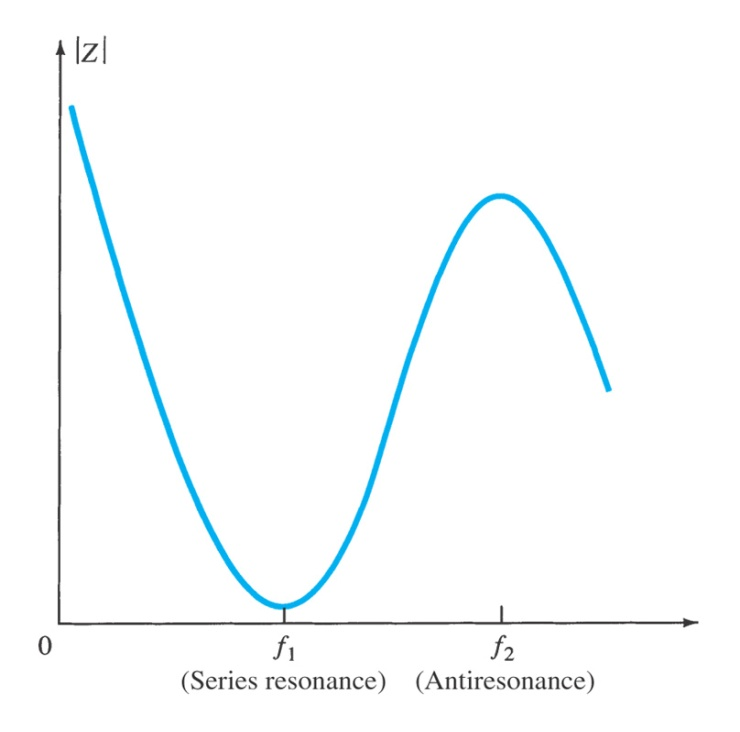 |Z|
0
f₁
f₂
(Series resonance)
(Antiresonance)